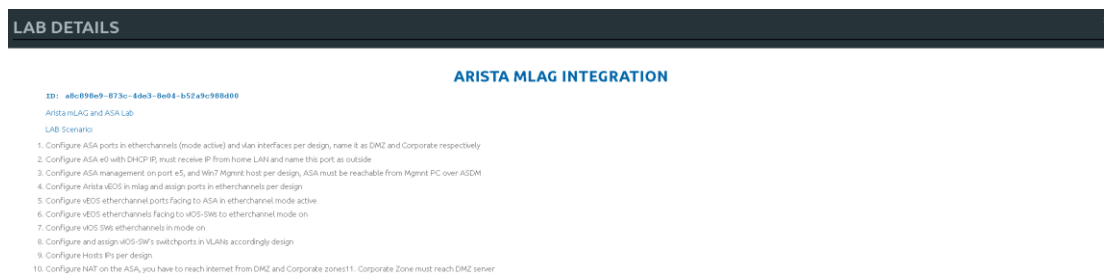 LAB DETAILS
ARISTA MLAG INTEGRATION
ID: a8c898e9-873c-4de3-8e04-b52a9c988d00
Arista mLAG and ASA Lab
LAB Scenario:
1. Configure ASA ports in etherchannels (mode active) and vlan interfaces per design, name it as DMZ and Corporate respectively
2. Configure ASA e0 with DHCP IP, must receive IP from home LAN and name this port as outside
3. Configure ASA management on port e5, and Win7 Mgmnt host per design, ASA must be reachable from Mgmnt PC over ASDM
4. Configure Arista vEOS in mlag and assign ports in etherchannels per design
5. Configure vEOS etherchannel ports facing to ASA in etherchannel mode active
6. Configure vEOS etherchannels facing to vIOS-SWs to etherchannel mode on
7. Configure vIOS SWs etherchannels in mode on
8. Configure and assign vIOS-SW's switchports in VLANs accordingly design
9. Configure Hosts IPs per design
10. Configure NAT on the ASA, you have to reach internet from DMZ and Corporate zones11. Corporate Zone must reach DMZ server